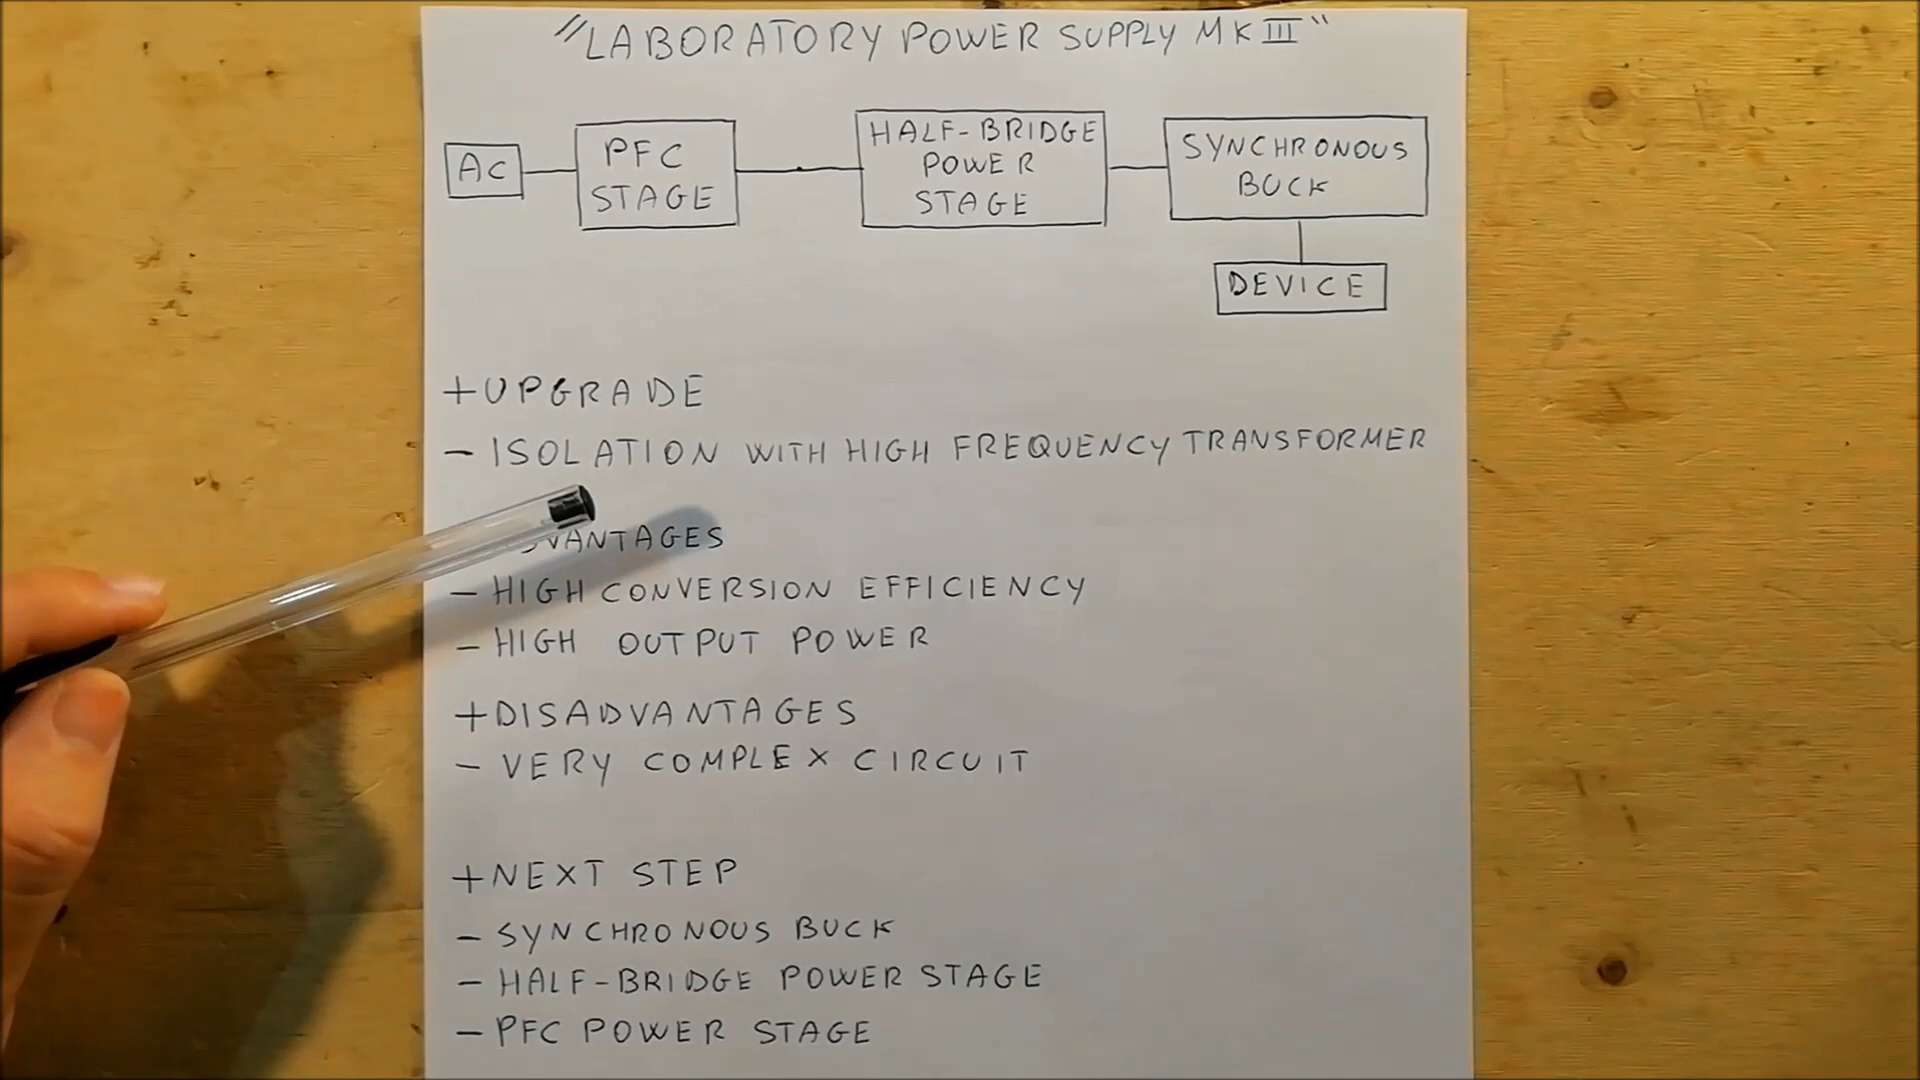 "LABORATORY POWER SUPPLY MK III"
AC
PFC
STAGE
HALF-BRIDGE
POWER
STAGE
SYNCHRONOUS
BUCK
DEVICE
+UPGRADE
- ISOLATION WITH HIGH FREQUENCY TRANSFORMER
VANTAGES
- HIGH CONVERSION EFFICIENCY
- HIGH OUTPUT POWER
+DISADVANTAGES
- VERY COMPLEX CIRCUIT
+NEXT STEP
- SYNCHRONOUS BUCK
- HALF-BRIDGE POWER STAGE
- PFC POWER STAGE